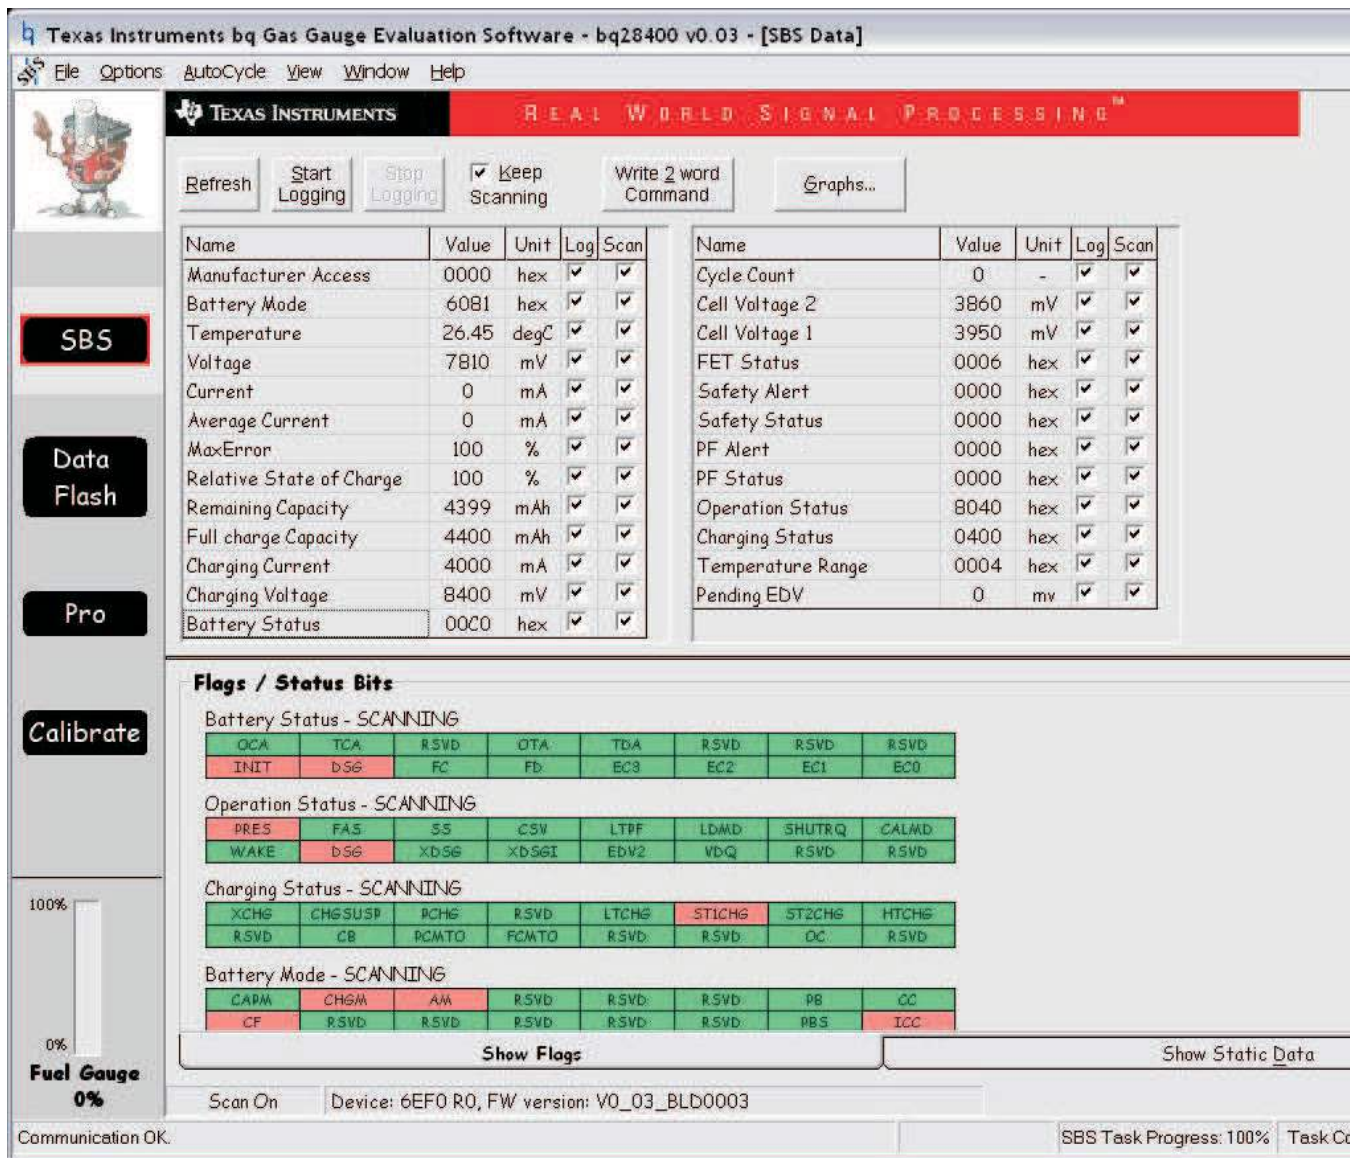 Texas Instruments bq Gas Gauge Evaluation Software - bq28400 v0.03 - [SBS Data]
SBS File Options AutoCycle View Window Help
TEXAS INSTRUMENTS REAL WORLD SIGNAL PROCESSING™
Refresh Start Logging Stop Logging Keep Scanning Write 2 word Command Graphs...
Name Value Unit Log Scan
Manufacturer Access 0000 hex
Battery Mode 6081 hex
Temperature 26.45 degC
Voltage 7810 mV
Current 0 mA
Average Current 0 mA
MaxError 100 %
Relative State of Charge 100 %
Remaining Capacity 4399 mAh
Full charge Capacity 4400 mAh
Charging Current 4000 mA
Charging Voltage 8400 mV
Battery Status 00C0 hex
Name Value Unit Log Scan
Cycle Count 0 -
Cell Voltage 2 3860 mV
Cell Voltage 1 3950 mV
FET Status 0006 hex
Safety Alert 0000 hex
Safety Status 0000 hex
PF Alert 0000 hex
PF Status 0000 hex
Operation Status 8040 hex
Charging Status 0400 hex
Temperature Range 0004 hex
Pending EDV 0 mv
SBS
Data
Flash
Pro
Calibrate
Flags / Status Bits
Battery Status - SCANNING
OCA TCA RSVD OTA TDA RSVD RSVD RSVD
INIT DSG FC FD EC3 EC2 EC1 EC0
Operation Status - SCANNING
PRES FAS SS CSV LTPF LDMD SHUTRQ CALMD
WAKE DSG XDSG XDSGI EDV2 VDQ RSVD RSVD
Charging Status - SCANNING
XCHG CHGSUSP PCHG RSVD LTCHG ST1CHG ST2CHG HTCHG
RSVD CB PCMTO FCMTO RSVD RSVD OC RSVD
Battery Mode - SCANNING
CAPM CHGM AM RSVD RSVD RSVD PB CC
CF RSVD RSVD RSVD RSVD RSVD PBS ICC
Show Flags Show Static Data
100%
0%
Fuel Gauge
0%
Scan On Device: 6EF0 R0, FW version: V0_03_BLD0003
Communication OK. SBS Task Progress: 100% Task Co